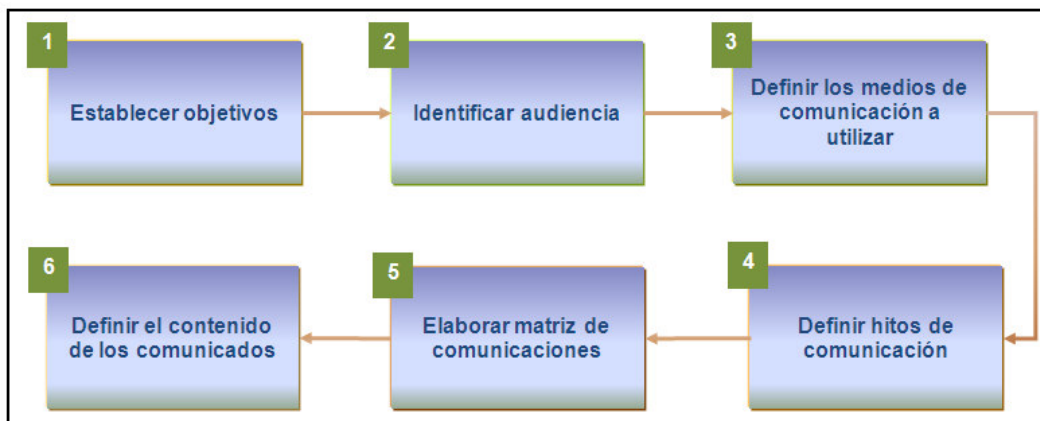 1
Establecer objetivos
2
Identificar audiencia
3
Definir los medios de
comunicación a
utilizar
4
Definir hitos de
comunicación
5
Elaborar matriz de
comunicaciones
6
Definir el contenido
de los comunicados